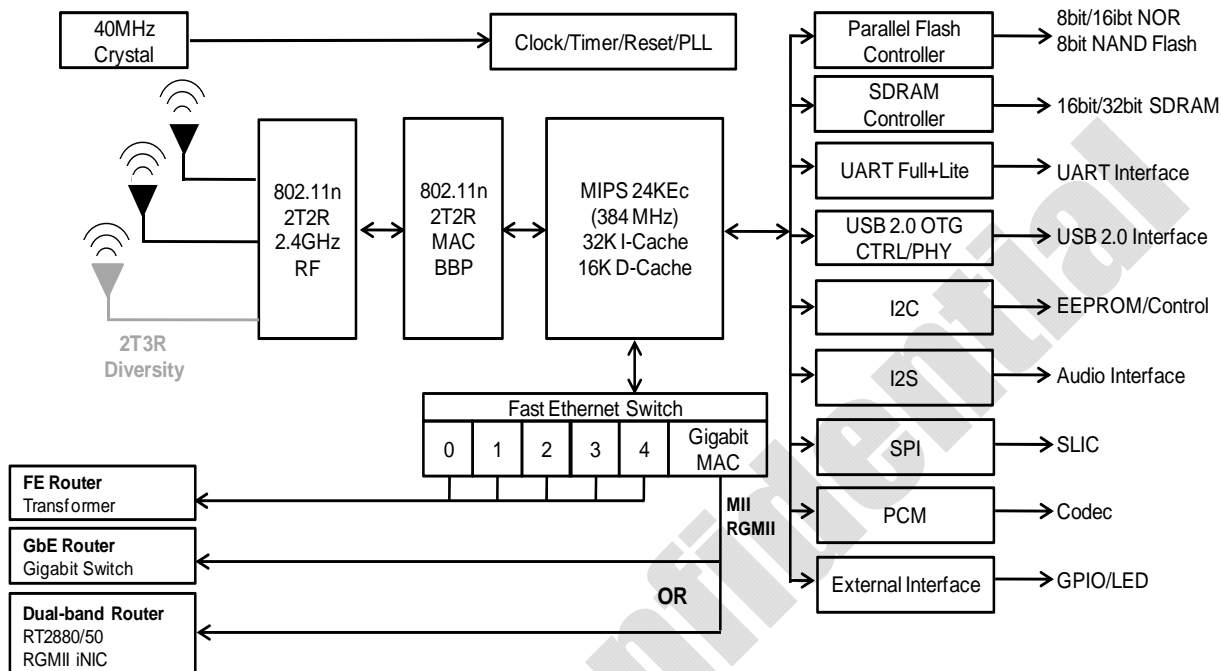 40MHz
Crystal
Clock/Timer/Reset/PLL
Parallel Flash
Controller
8bit/16ibt NOR
8bit NAND Flash
SDRAM
Controller
16bit/32bit SDRAM
UART Full+Lite
UART Interface
USB 2.0 OTG
CTRL/PHY
USB 2.0 Interface
I2C
EEPROM/Control
I2S
Audio Interface
SPI
SLIC
PCM
Codec
External Interface
GPIO/LED
802.11n
2T2R
2.4GHz
RF
802.11n
2T2R
MAC
BBP
MIPS 24KEc
(384 MHz)
32K I-Cache
16K D-Cache
2T3R
Diversity
Fast Ethernet Switch
0 1 2 3 4
Gigabit
MAC
MII
RGMII
FE Router
Transformer
GbE Router
Gigabit Switch
OR
Dual-band Router
RT2880/50
RGMII iNIC
nfidential